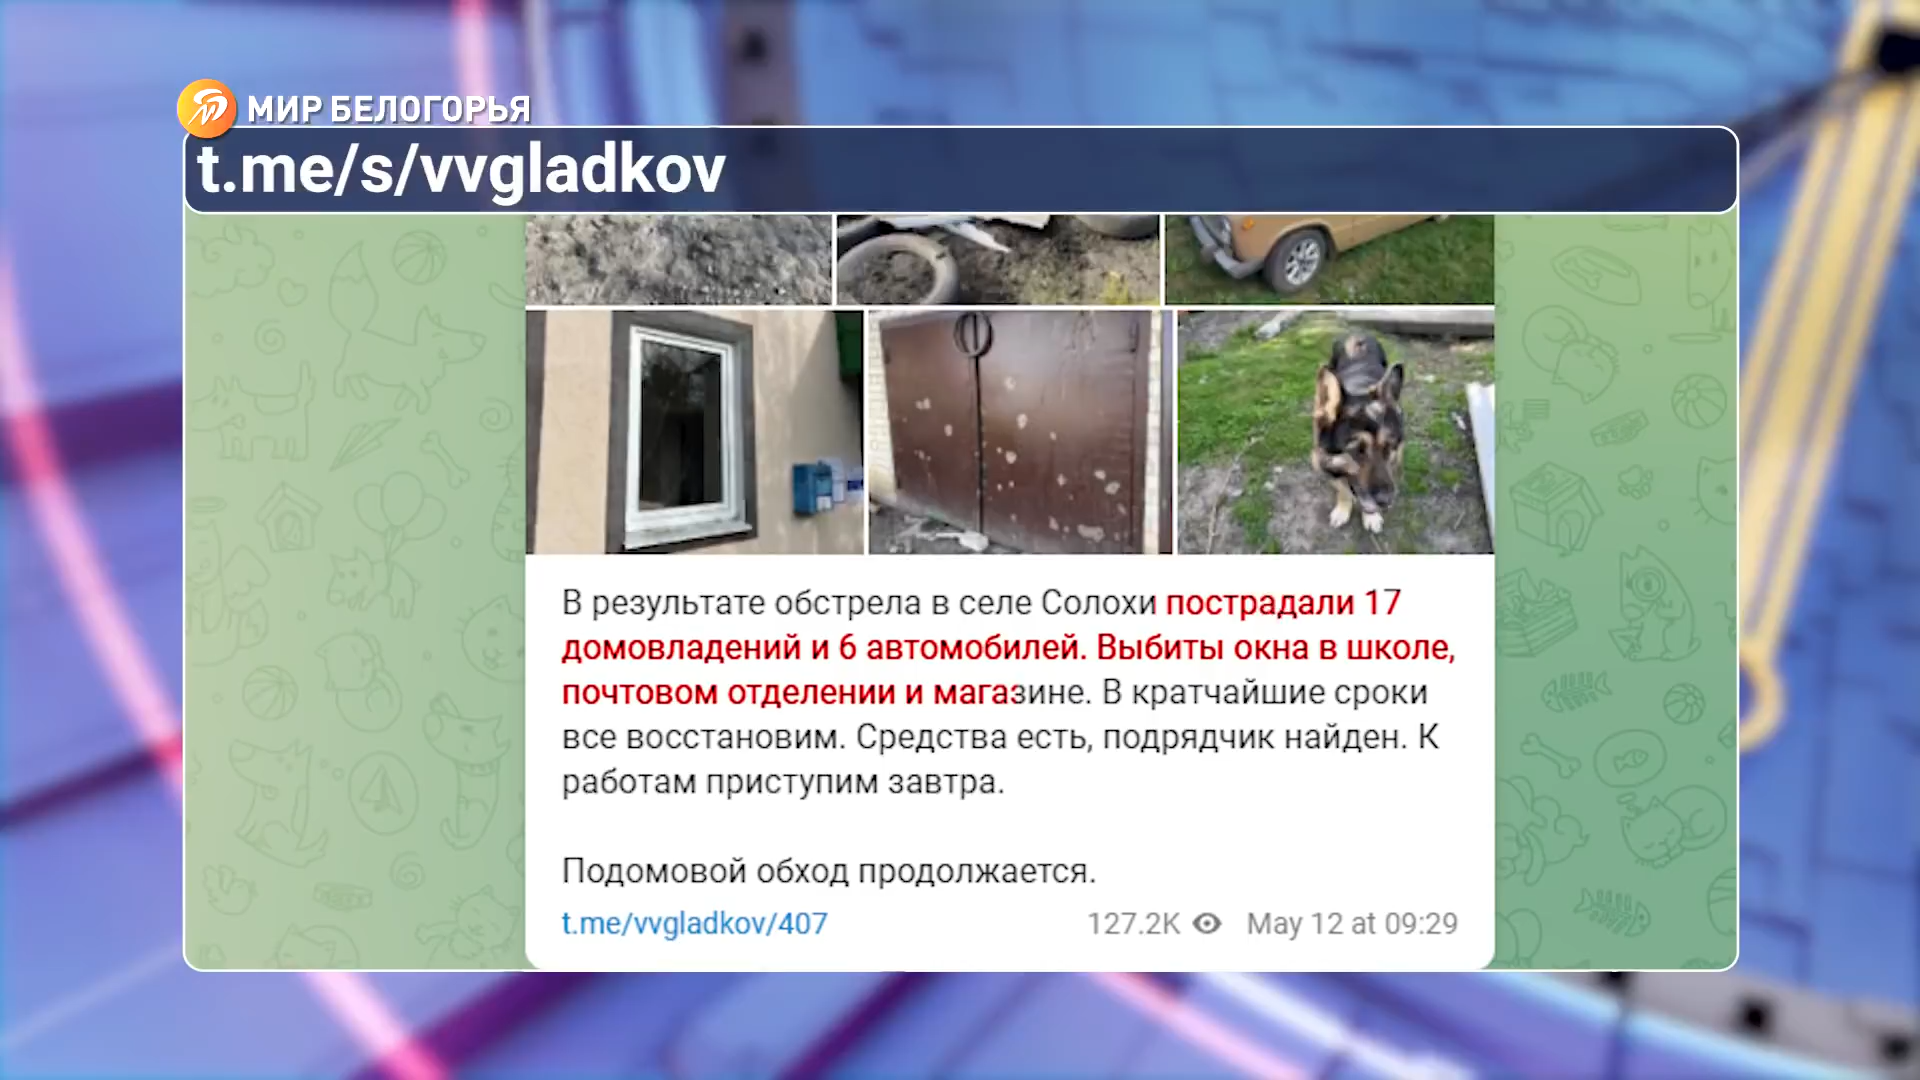 МИР БЕЛОГОРЬЯ
t.me/s/vvgladkov
В результате обстрела в селе Солохи пострадали 17
домовладений и 6 автомобилей. Выбиты окна в школе,
почтовом отделении и магазине. В кратчайшие сроки
все восстановим. Средства есть, подрядчик найден. К
работам приступим завтра.
Подомовой обход продолжается.
t.me/vvgladkov/407 127.2K May 12 at 09:29